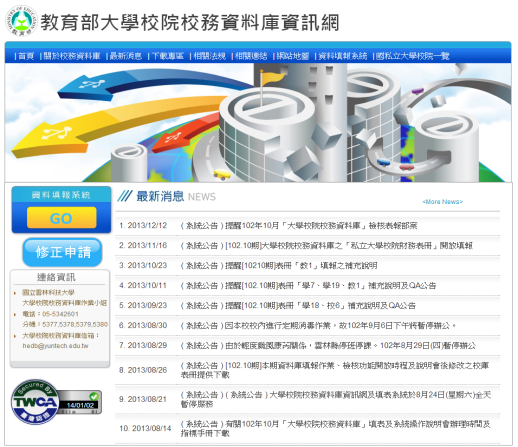 教育部大學校院校務資料庫資訊網
|首頁 |關於校務資料庫 |最新消息 |下載專區 |相關法規 |相關連結 |網站地圖 |資料填報系統 |國私立大學校院一覽
資料填報系統
GO
修正申請
連絡資訊
國立雲林科技大學
大學校院校務資料庫作業小組
電話：05-5342601
分機：5377,5378,5379,5380
大學校院校務資料庫信箱：
hedb@yuntech.edu.tw
Secured By
TWCA
14/01/02
最新消息 NEWS
<More News>
1. 2013/12/12 ( 系統公告 ) 提醒102年10月「大學校院校務資料庫」檢核表報部案
2. 2013/11/16 ( 系統公告 ) [102.10期]大學校院校務資料庫之「私立大學校院財務表冊」開放填報
3. 2013/10/23 ( 系統公告 ) 提醒[10210期]表冊「教1」填報之補充說明
4. 2013/10/11 ( 系統公告 ) 提醒[102.10期]表冊「學7、學19、教1」補充說明及QA公告
5. 2013/09/23 ( 系統公告 ) 提醒[102.10期]表冊「學18、校6」補充說明及QA公告
6. 2013/08/30 ( 系統公告 ) 因本校校內進行定期消毒作業，故102年9月6日下午將暫停辦公。
7. 2013/08/29 ( 系統公告 ) 由於輕度颱風康芮關係，雲林縣停班停課。102年8月29日(四)暫停辦公
8. 2013/08/26 ( 系統公告 ) [102.10期]本期資料庫填報作業、檢核功能開放時程及說明會後修改之校庫
表冊提供下載
9. 2013/08/21 ( 系統公告 ) ( 系統公告 ) 大學校院校務資料庫資訊網及填表系統於8月24日(星期六)全天
暫停服務
10. 2013/08/14 ( 系統公告 ) 有關102年10月「大學校院校務資料庫」填表及系統操作說明會辦理時間及
指標冊下載